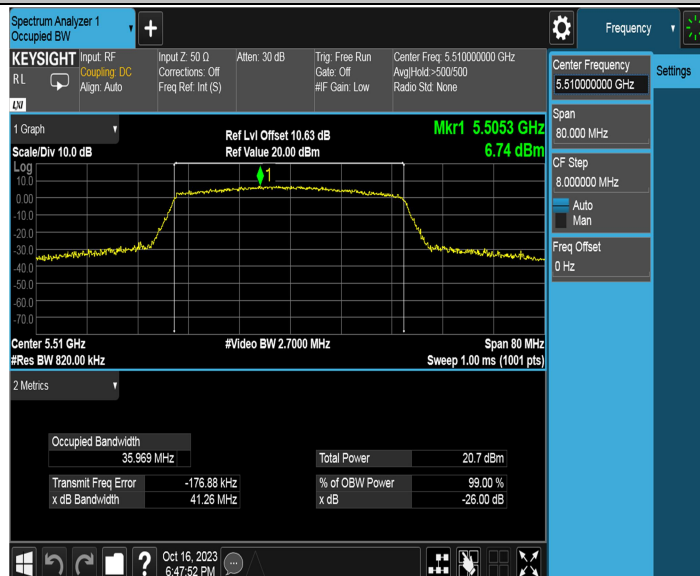 Spectrum Analyzer 1
Occupied BW
+
Frequency
KEYSIGHT
RL
LXI
Input: RF
Coupling: DC
Align: Auto
Input Z: 50 Ω
Corrections: Off
Freq Ref: Int (S)
Atten: 30 dB
Trig: Free Run
Gate: Off
#IF Gain: Low
Center Freq: 5.510000000 GHz
Avg|Hold:>500/500
Radio Std: None
Center Frequency
5.510000000 GHz
Settings
Span
80.000 MHz
CF Step
8.000000 MHz
Auto
Man
Freq Offset
0 Hz
1 Graph
Scale/Div 10.0 dB
Ref Lvl Offset 10.63 dB
Ref Value 20.00 dBm
Mkr1 5.5053 GHz
6.74 dBm
Log
10.0
0.00
-10.0
-20.0
-30.0
-40.0
-50.0
-60.0
-70.0
1
Center 5.51 GHz
#Res BW 820.00 kHz
#Video BW 2.7000 MHz
Span 80 MHz
Sweep 1.00 ms (1001 pts)
2 Metrics
Occupied Bandwidth
35.969 MHz
Transmit Freq Error -176.88 kHz
x dB Bandwidth 41.26 MHz
Total Power 20.7 dBm
% of OBW Power 99.00 %
x dB -26.00 dB
?
Oct 16, 2023
6:47:52 PM